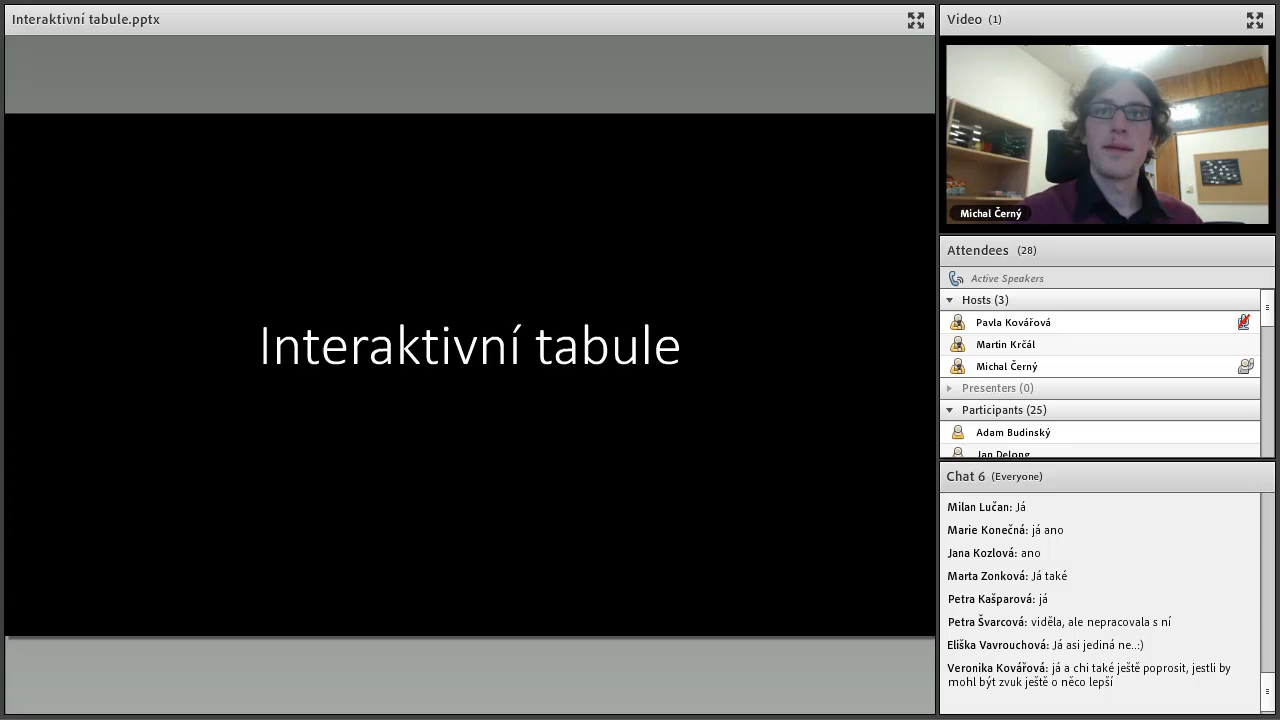 Interaktivní tabule.pptx
Interaktivní tabule
Video (1)
Michal Černý
Attendees (28)
Active Speakers
Hosts (3)
Pavla Kovářová
Martin Krčál
Michal Černý
Presenters (0)
Participants (25)
Adam Budinský
Jan Delong
Chat 6 (Everyone)
Milan Lučan: Já
Marie Konečná: já ano
Jana Kozlová: ano
Marta Zonková: Já také
Petra Kašparová: já
Petra Švarcová: viděla, ale nepracovala s ní
Eliška Vavrouchová: Já asi jediná ne..:)
Veronika Kovářová: já a chi také ještě poprosit, jestli by
mohl být zvuk ještě o něco lepší